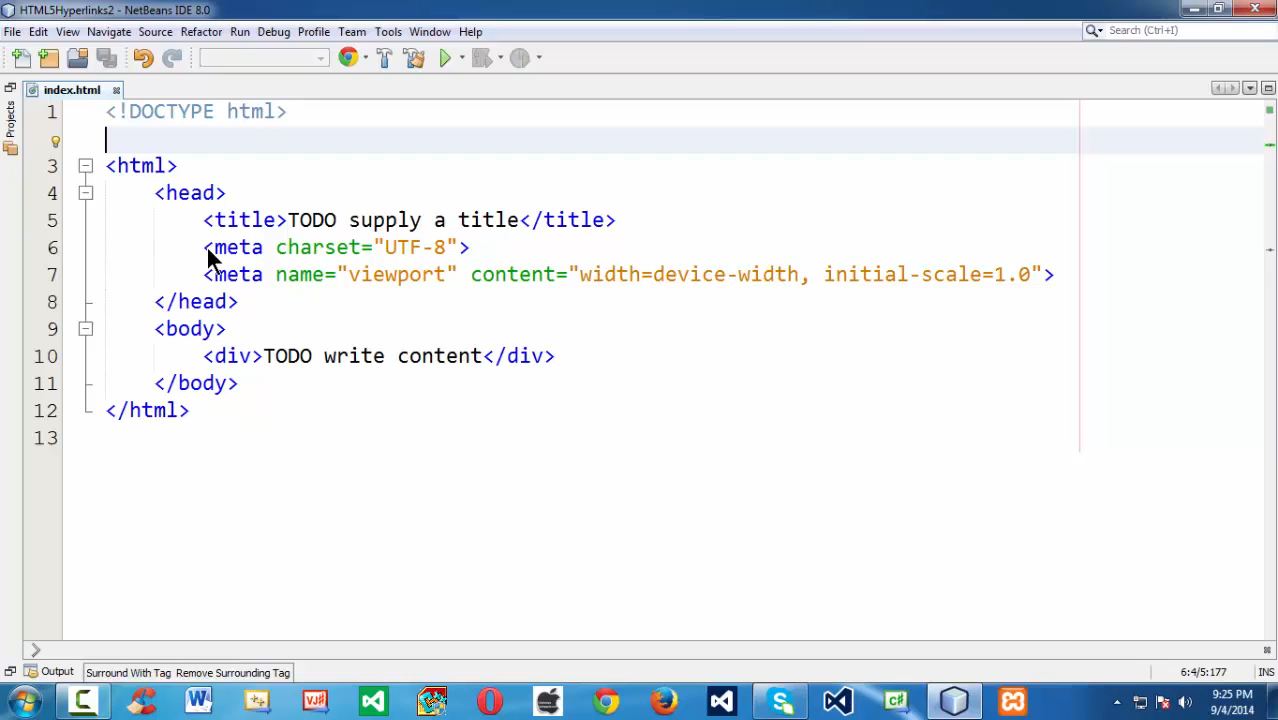 HTML5Hyperlinks2 - NetBeans IDE 8.0
File Edit View Navigate Source Refactor Run Debug Profile Team Tools Window Help
Search (Ctrl+I)
index.html
Projects
1 <!DOCTYPE html>
3 <html>
4 <head>
5 <title>TODO supply a title</title>
6 <meta charset="UTF-8">
7 <meta name="viewport" content="width=device-width, initial-scale=1.0">
8 </head>
9 <body>
10 <div>TODO write content</div>
11 </body>
12 </html>
13
Output Surround With Tag Remove Surrounding Tag 6:4/5:177 INS
9:25 PM
9/4/2014